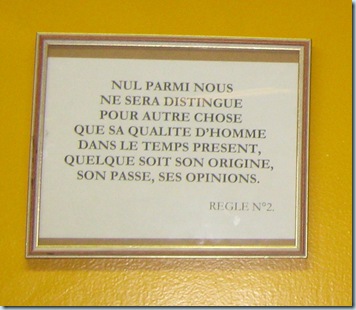 NUL PARMI NOUS
NE SERA DISTINGUE
POUR AUTRE CHOSE
QUE SA QUALITE D'HOMME
DANS LE TEMPS PRESENT,
QUELQUE SOIT SON ORIGINE,
SON PASSE, SES OPINIONS.
REGLE N°2.